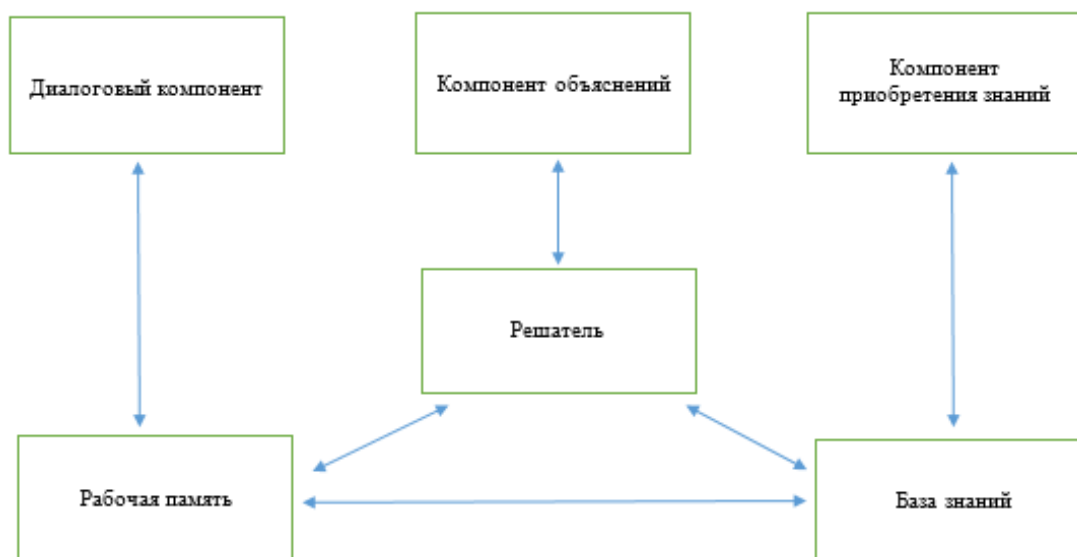 Диалоговый компонент
Компонент объяснений
Компонент
приобретения знаний
Решатель
Рабочая память
База знаний